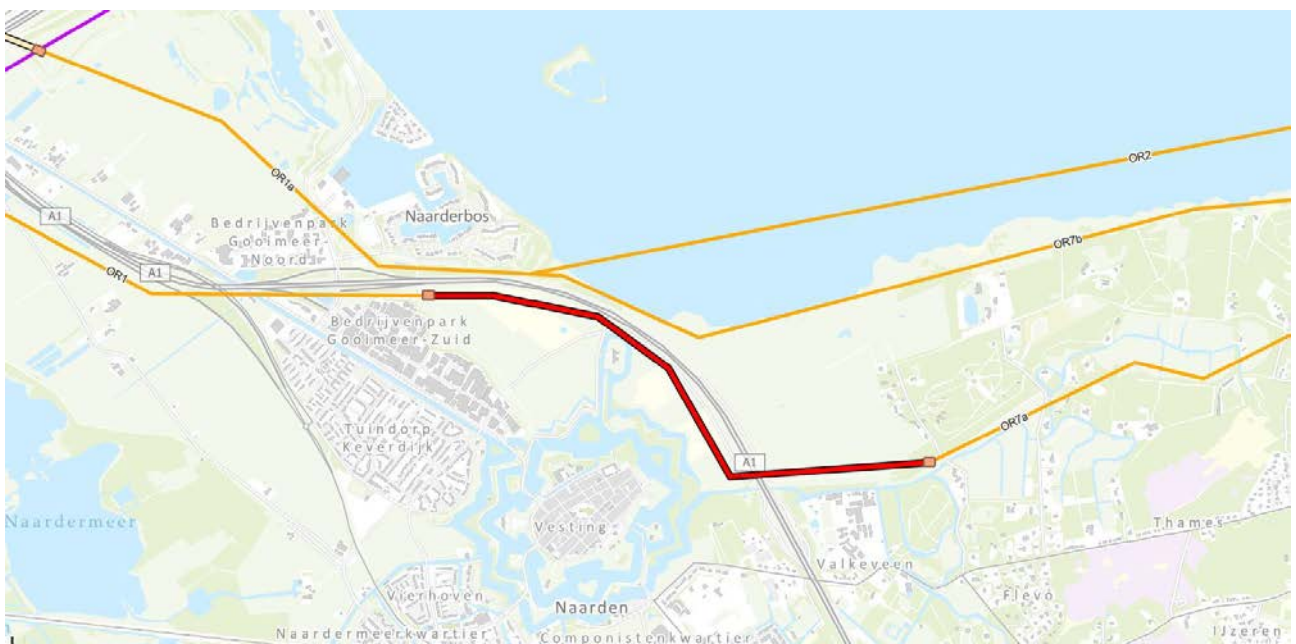 OR1a
OR2
A1
Bedrijvenpark
Gooimeer-
Noord
Naarderbos
OR7b
A1
OR1
Bedrijvenpark
Gooimeer-Zuid
Tuindorp
Keverdijk
OR7a
A1
Naardermeer
Vesting
Thames
Valkeveen
Vierhoven
Flevo
Naarden
Naardermeerkwartier
Componistenkwartier
IJzeren